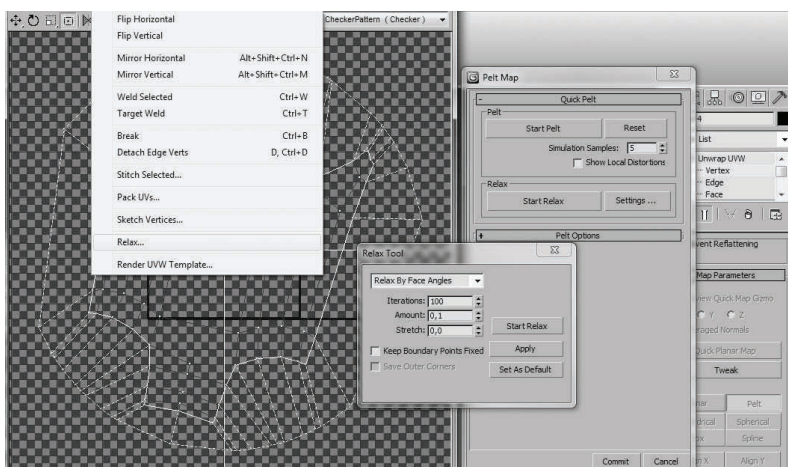 CheckerPattern ( Checker )
Flip Horizontal
Flip Vertical
Mirror Horizontal Alt+Shift+Ctrl+N
Mirror Vertical Alt+Shift+Ctrl+M
Weld Selected Ctrl+W
Target Weld Ctrl+T
Break Ctrl+B
Detach Edge Verts D, Ctrl+D
Stitch Selected...
Pack UVs...
Sketch Vertices...
Relax...
Render UVW Template...
Relax Tool
Relax By Face Angles
Iterations: 100
Amount: 0,1
Stretch: 0,0
Start Relax
Keep Boundary Points Fixed
Apply
Save Outer Corners
Set As Default
Pelt Map
- Quick Pelt
Pelt
Start Pelt Reset
Simulation Samples: 5
Show Local Distortions
Relax
Start Relax Settings ...
+ Pelt Options
Commit Cancel
4
List
Unwrap UVW
Vertex
Edge
Face
vent Reflattening
Map Parameters
view Quick Map Gizmo
Y Z
raged Normals
Quick Planar Map
Tweak
nar Pelt
drical Spherical
ox Spline
n X Align Y